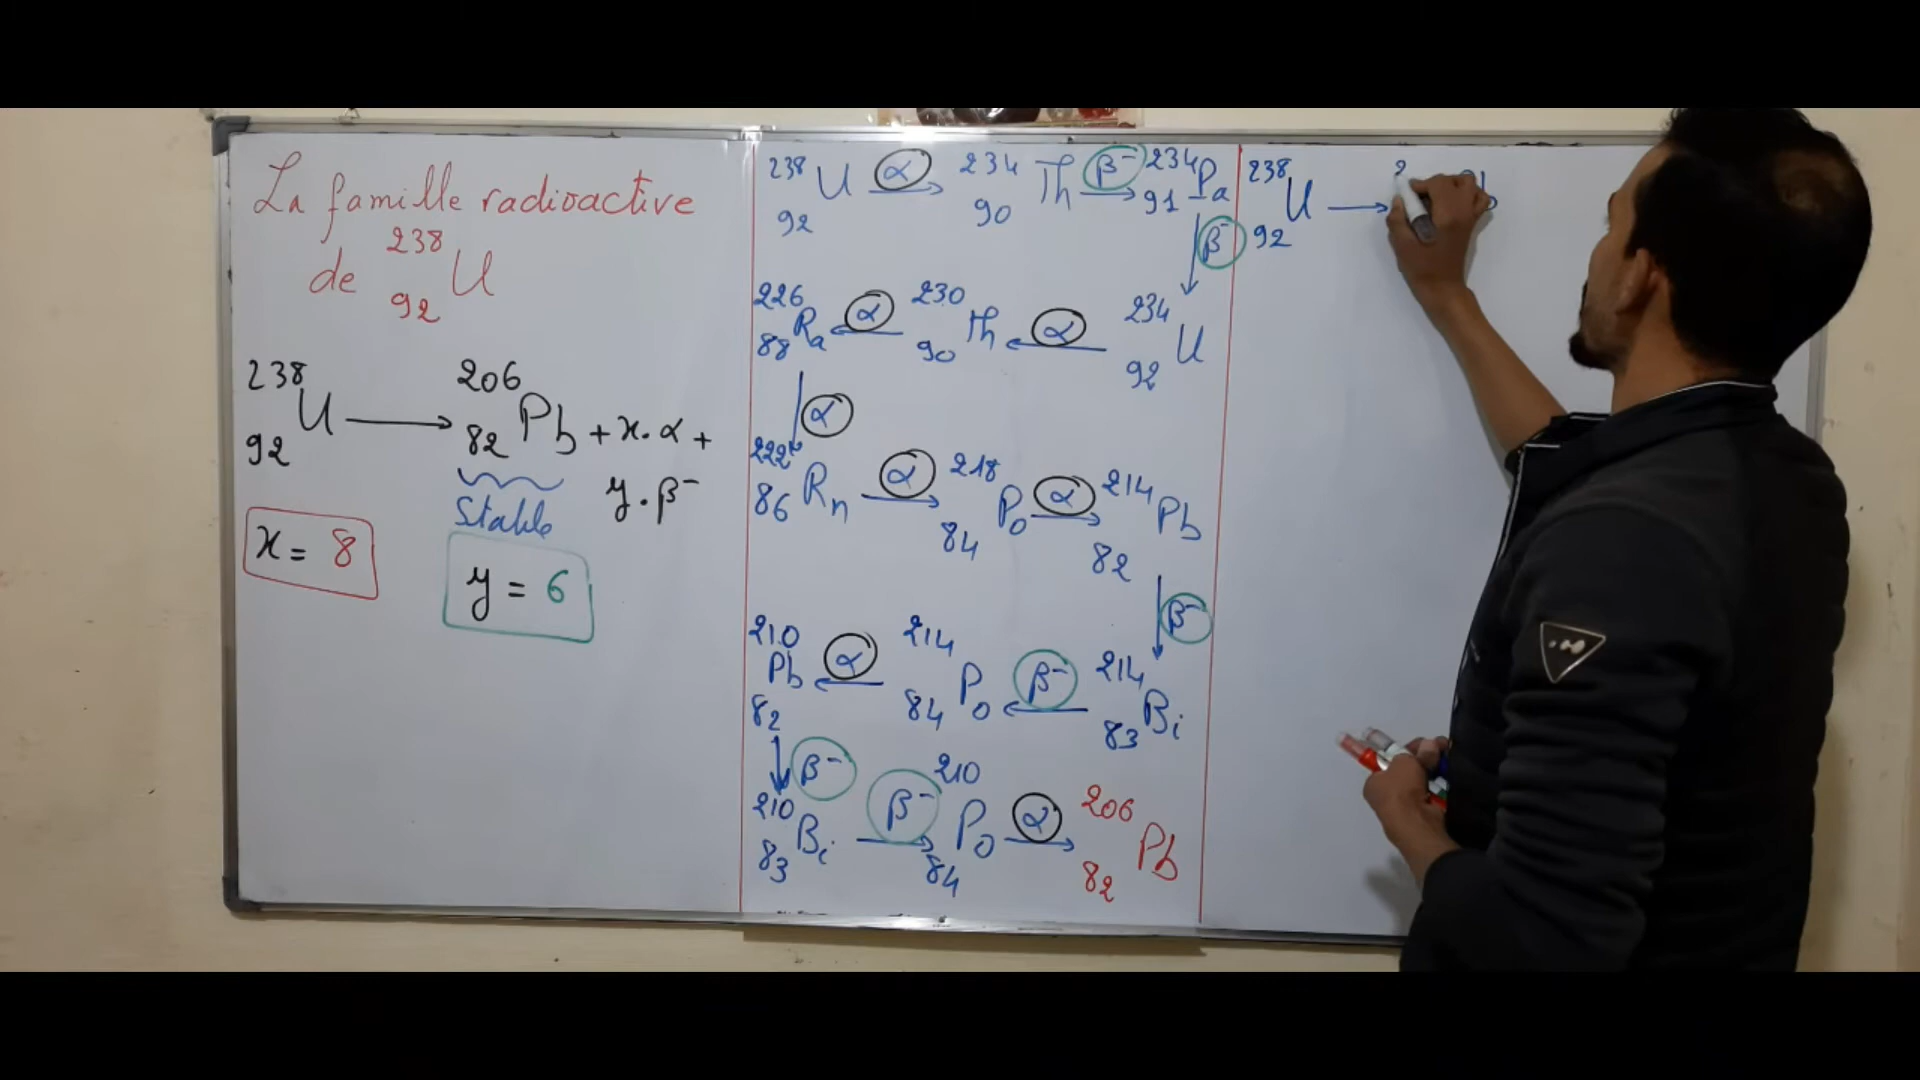 La famille radioactive
de 238 92 U
238 92 U → 206 82 Pb + x.α +
y.β⁻
Stable
x = 8
y = 6
238 92 U α → 234 90 Th β⁻ → 234 91 Pa
β⁻
226 88 Ra ← α 230 90 Th ← α 234 92 U
α
222 86 Rn α → 218 84 Po α → 214 82 Pb
β⁻
210 82 Pb ← α 214 84 Po ← β⁻ 214 83 Bi
β⁻
210 83 Bi β⁻ → 210 84 Po α → 206 82 Pb
238 92 U → 2